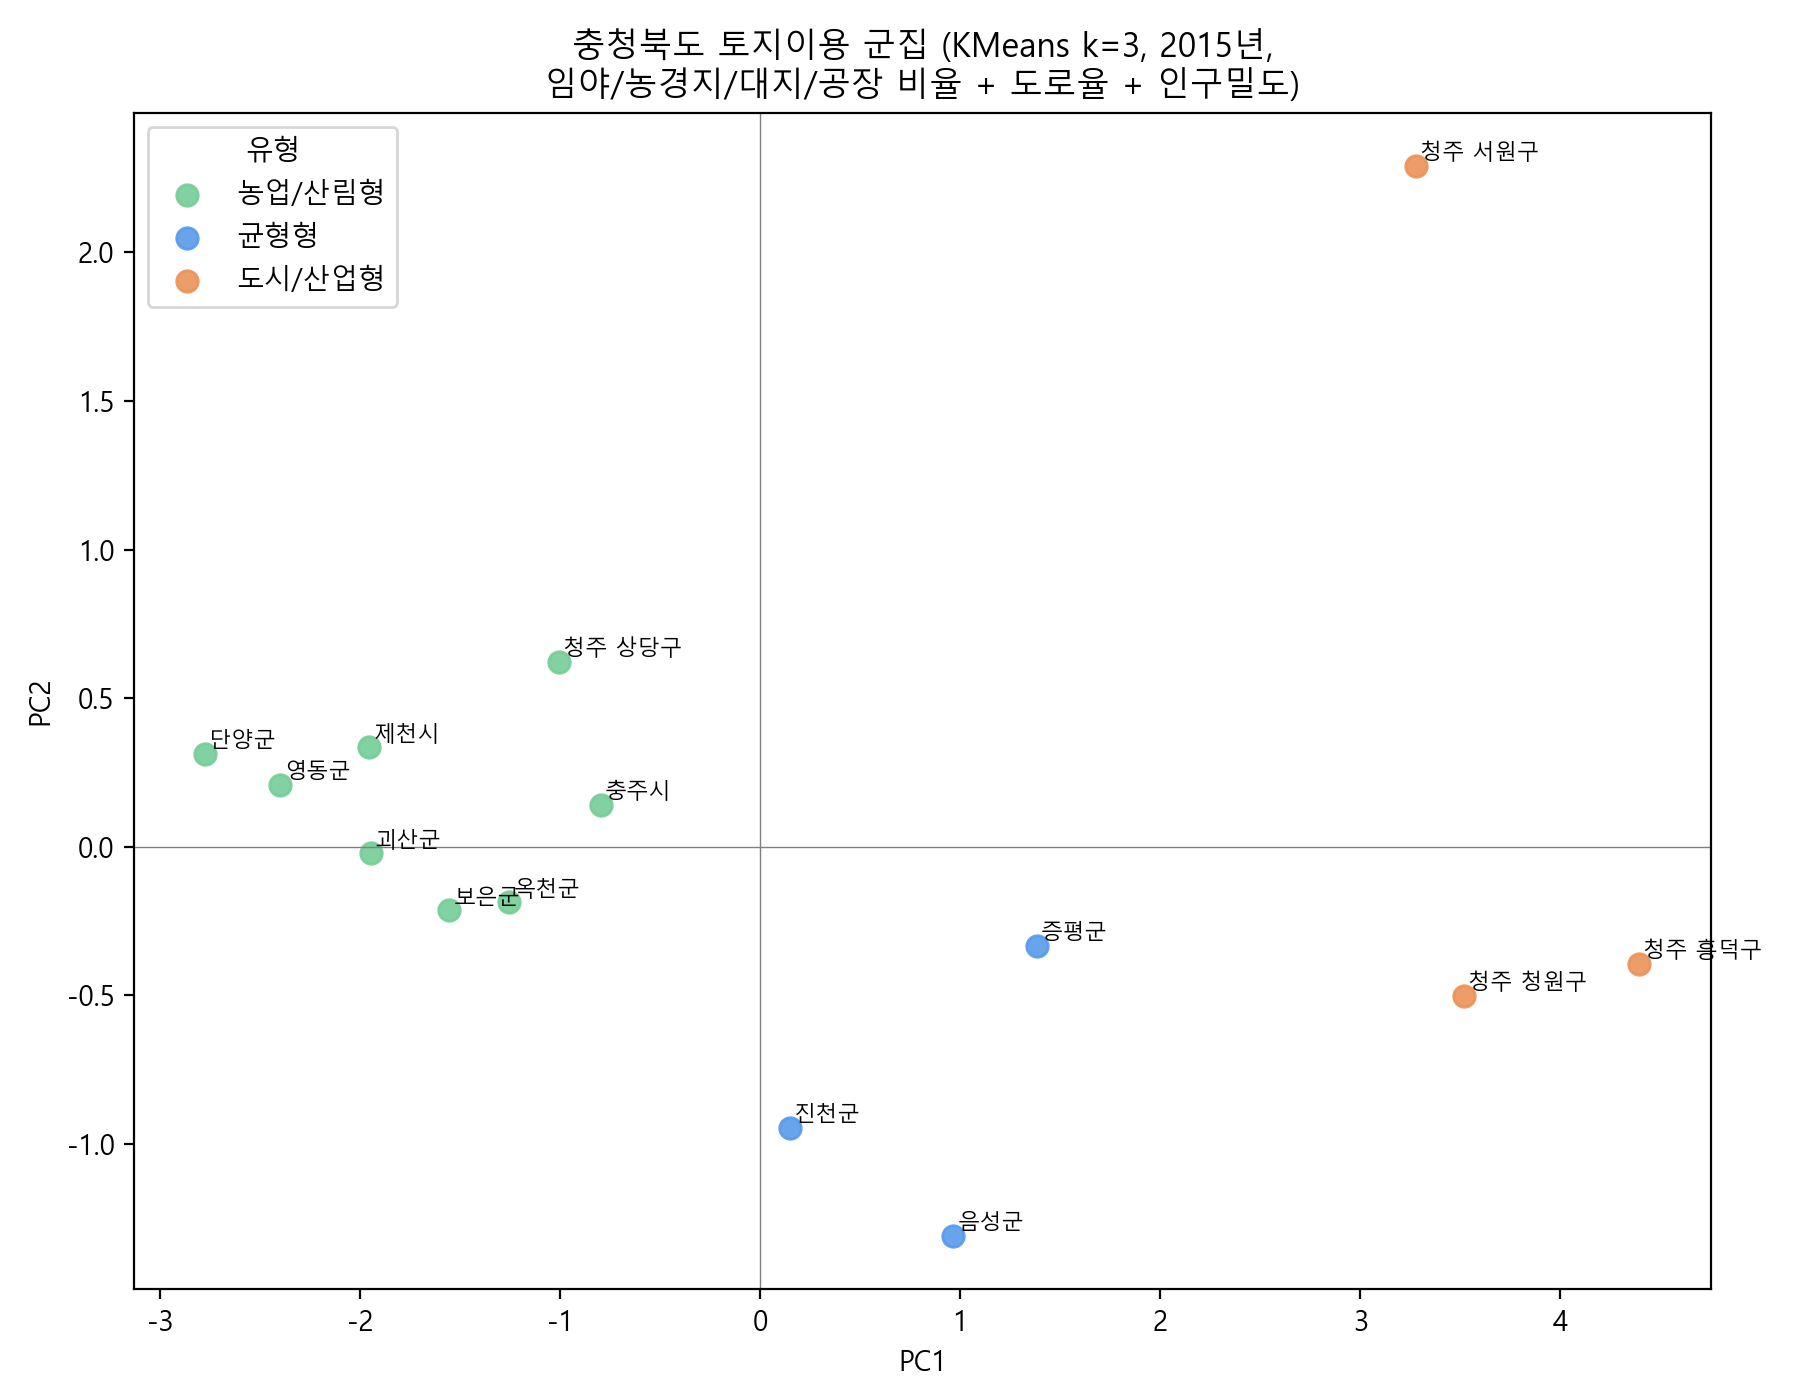 충청북도 토지이용 군집 (KMeans k=3, 2015년,
임야/농경지/대지/공장 비율 + 도로율 + 인구밀도)
유형
농업/산림형
균형형
도시/산업형
청주 서원구
청주 상당구
단양군
제천시
영동군
충주시
괴산군
보은군
옥천군
증평군
청주 흥덕구
청주 청원구
진천군
음성군
PC2
2.0
1.5
1.0
0.5
0.0
-0.5
-1.0
-3
-2
-1
0
1
2
3
4
PC1